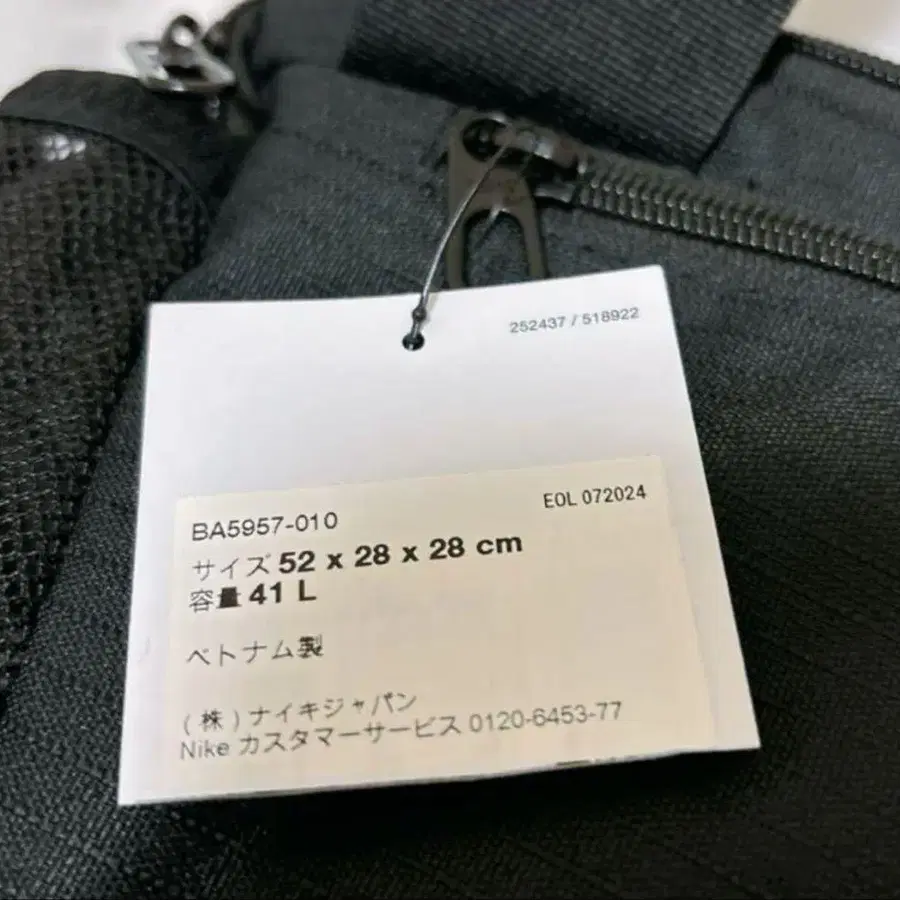 252437 / 518922
BA5957-010
EOL 072024
サイズ 52 x 28 x 28 cm
容量 41 L
ベトナム製
(株)ナイキジャパン
Nike カスタマーサービス 0120-6453-77